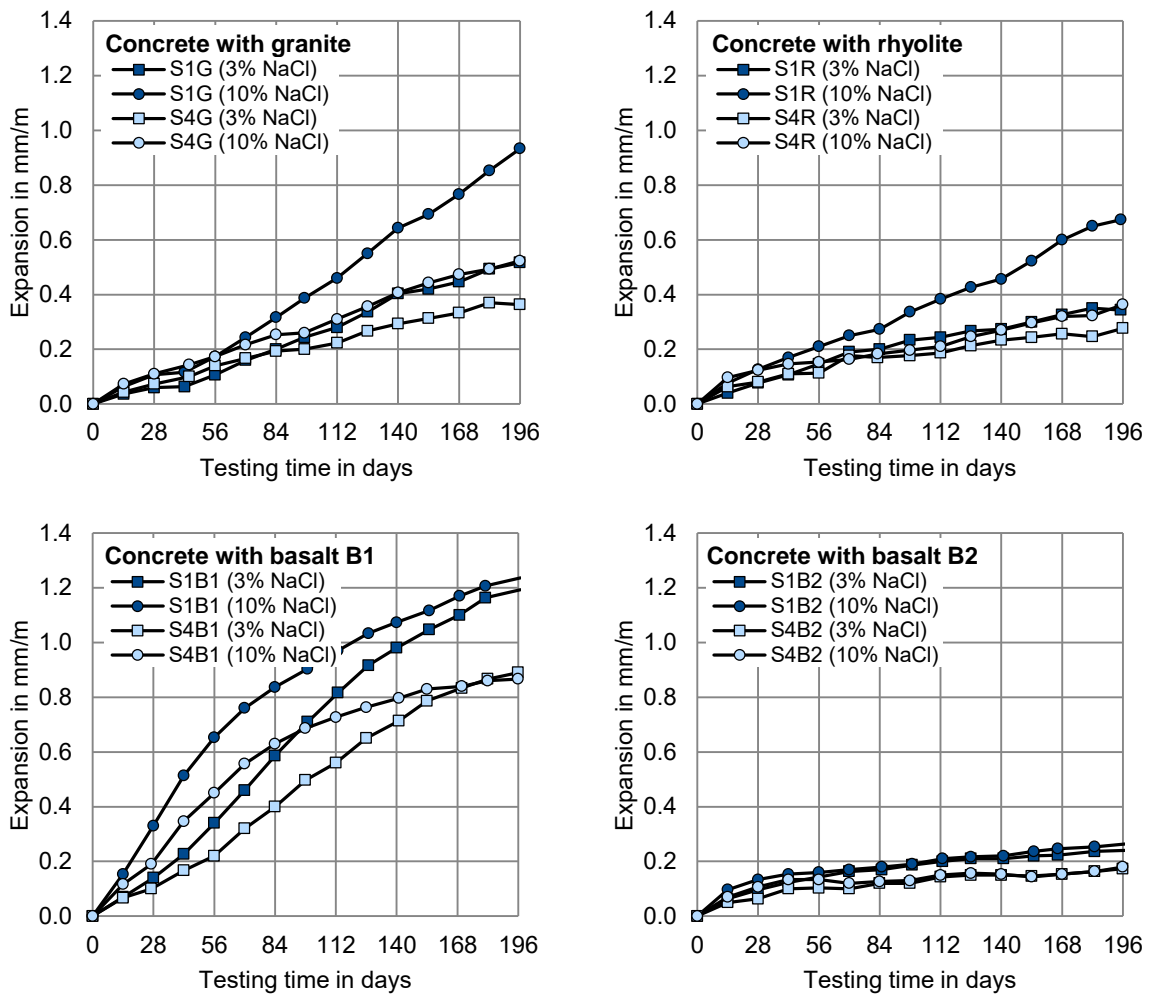 Concrete with granite
S1G (3% NaCl)
S1G (10% NaCl)
S4G (3% NaCl)
S4G (10% NaCl)
Expansion in mm/m
1.4
1.2
1.0
0.8
0.6
0.4
0.2
0.0
0 28 56 84 112 140 168 196
Testing time in days
Concrete with rhyolite
S1R (3% NaCl)
S1R (10% NaCl)
S4R (3% NaCl)
S4R (10% NaCl)
Expansion in mm/m
1.4
1.2
1.0
0.8
0.6
0.4
0.2
0.0
0 28 56 84 112 140 168 196
Testing time in days
Concrete with basalt B1
S1B1 (3% NaCl)
S1B1 (10% NaCl)
S4B1 (3% NaCl)
S4B1 (10% NaCl)
Expansion in mm/m
1.4
1.2
1.0
0.8
0.6
0.4
0.2
0.0
0 28 56 84 112 140 168 196
Testing time in days
Concrete with basalt B2
S1B2 (3% NaCl)
S1B2 (10% NaCl)
S4B2 (3% NaCl)
S4B2 (10% NaCl)
Expansion in mm/m
1.4
1.2
1.0
0.8
0.6
0.4
0.2
0.0
0 28 56 84 112 140 168 196
Testing time in days